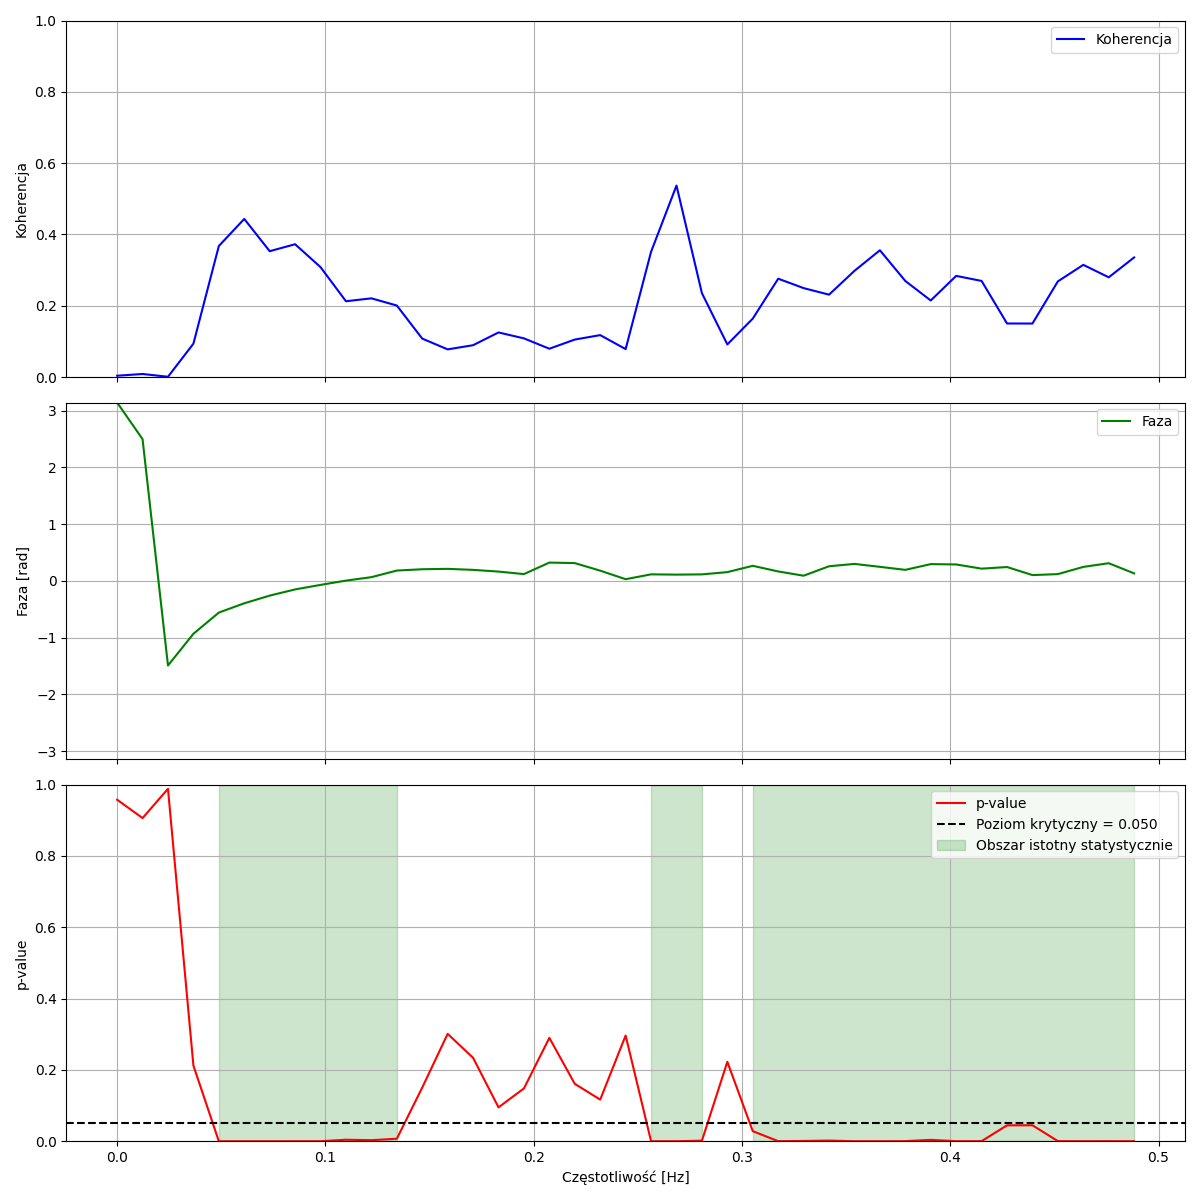 1.0
0.8
0.6
0.4
0.2
0.0
Koherencja
Koherencja
3
2
1
0
−1
−2
−3
Faza [rad]
Faza
1.0
0.8
0.6
0.4
0.2
0.0
p-value
p-value
Poziom krytyczny = 0.050
Obszar istotny statystycznie
0.0 0.1 0.2 0.3 0.4 0.5
Częstotliwość [Hz]